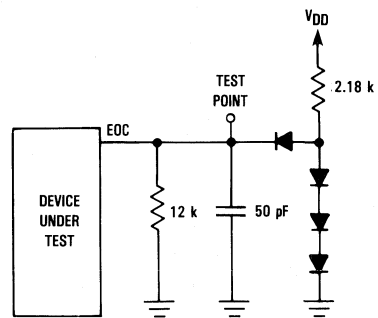 VDD
2.18 k
TEST
POINT
EOC
DEVICE
UNDER
TEST
12 k
50 pF